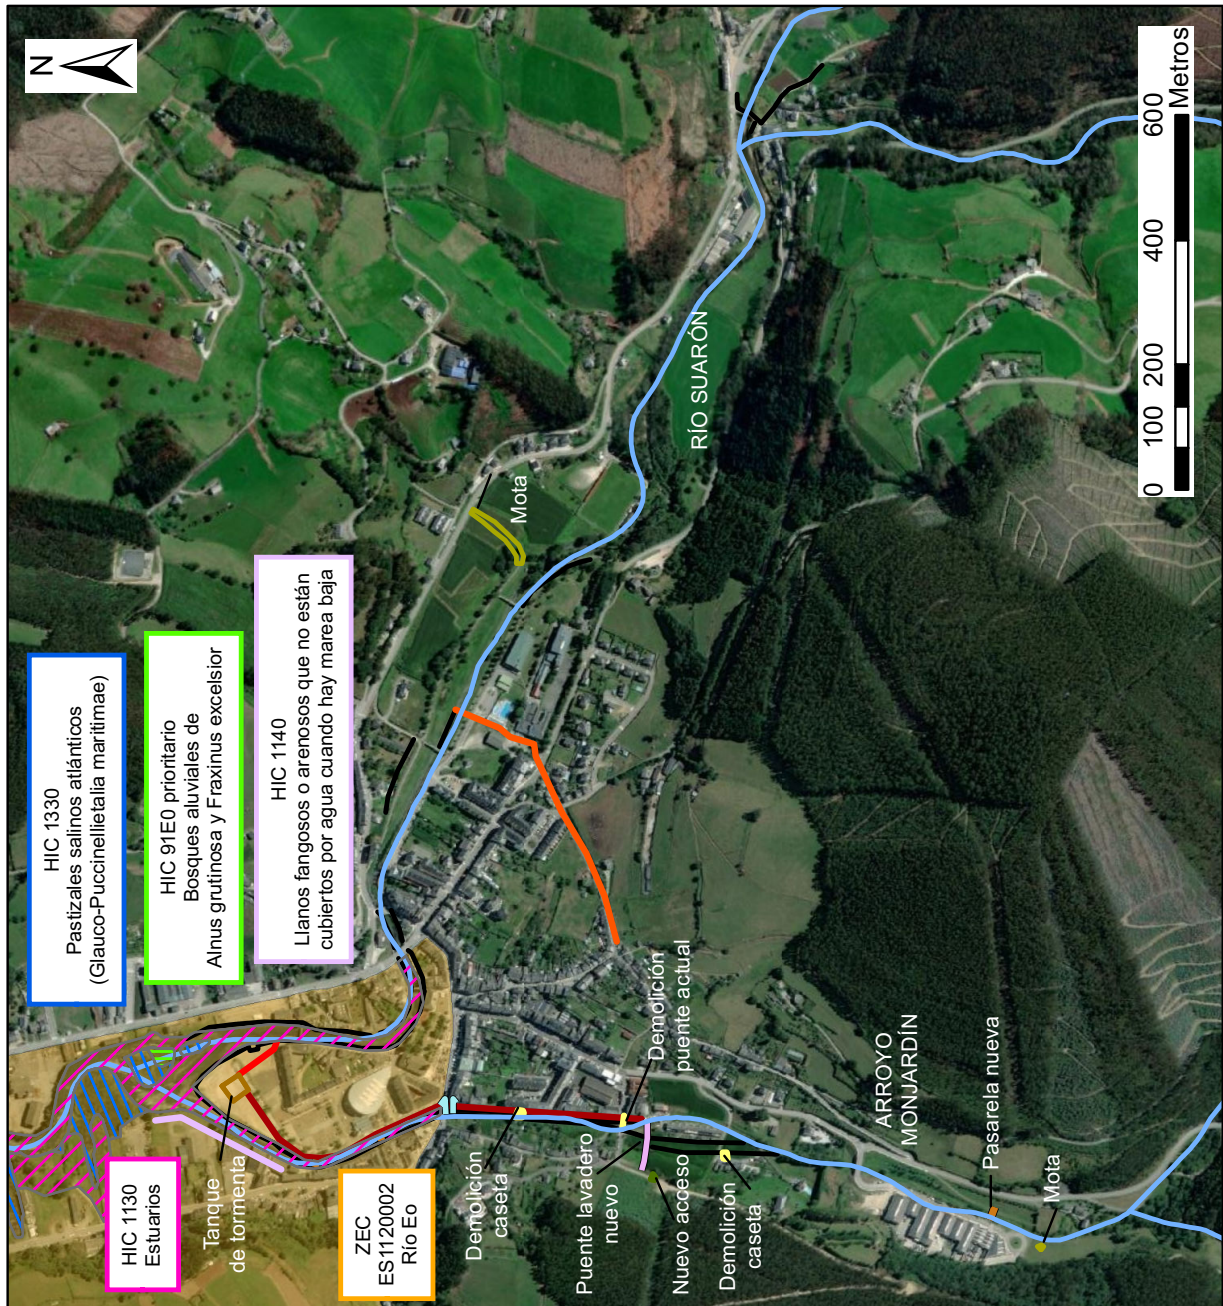 N
HIC 1330
Pastizales salinos atlánticos
(Glauco-Puccinellietalia maritimae)
HIC 91E0 prioritario
Bosques aluviales de
Alnus grutinosa y Fraxinus excelsior
HIC 1140
Llanos fangosos o arenosos que no están
cubiertos por agua cuando hay marea baja
HIC 1130
Estuarios
Tanque
de tormenta
ZEC
ES1120002
Río Eo
Demolición
caseta
Puente lavadero
nuevo
Demolición
puente actual
Nuevo acceso
Demolición
caseta
ARROYO
MONJARDÍN
Pasarela nueva
Mota
Mota
RÍO SUARÓN
0 100 200 400 600
Metros